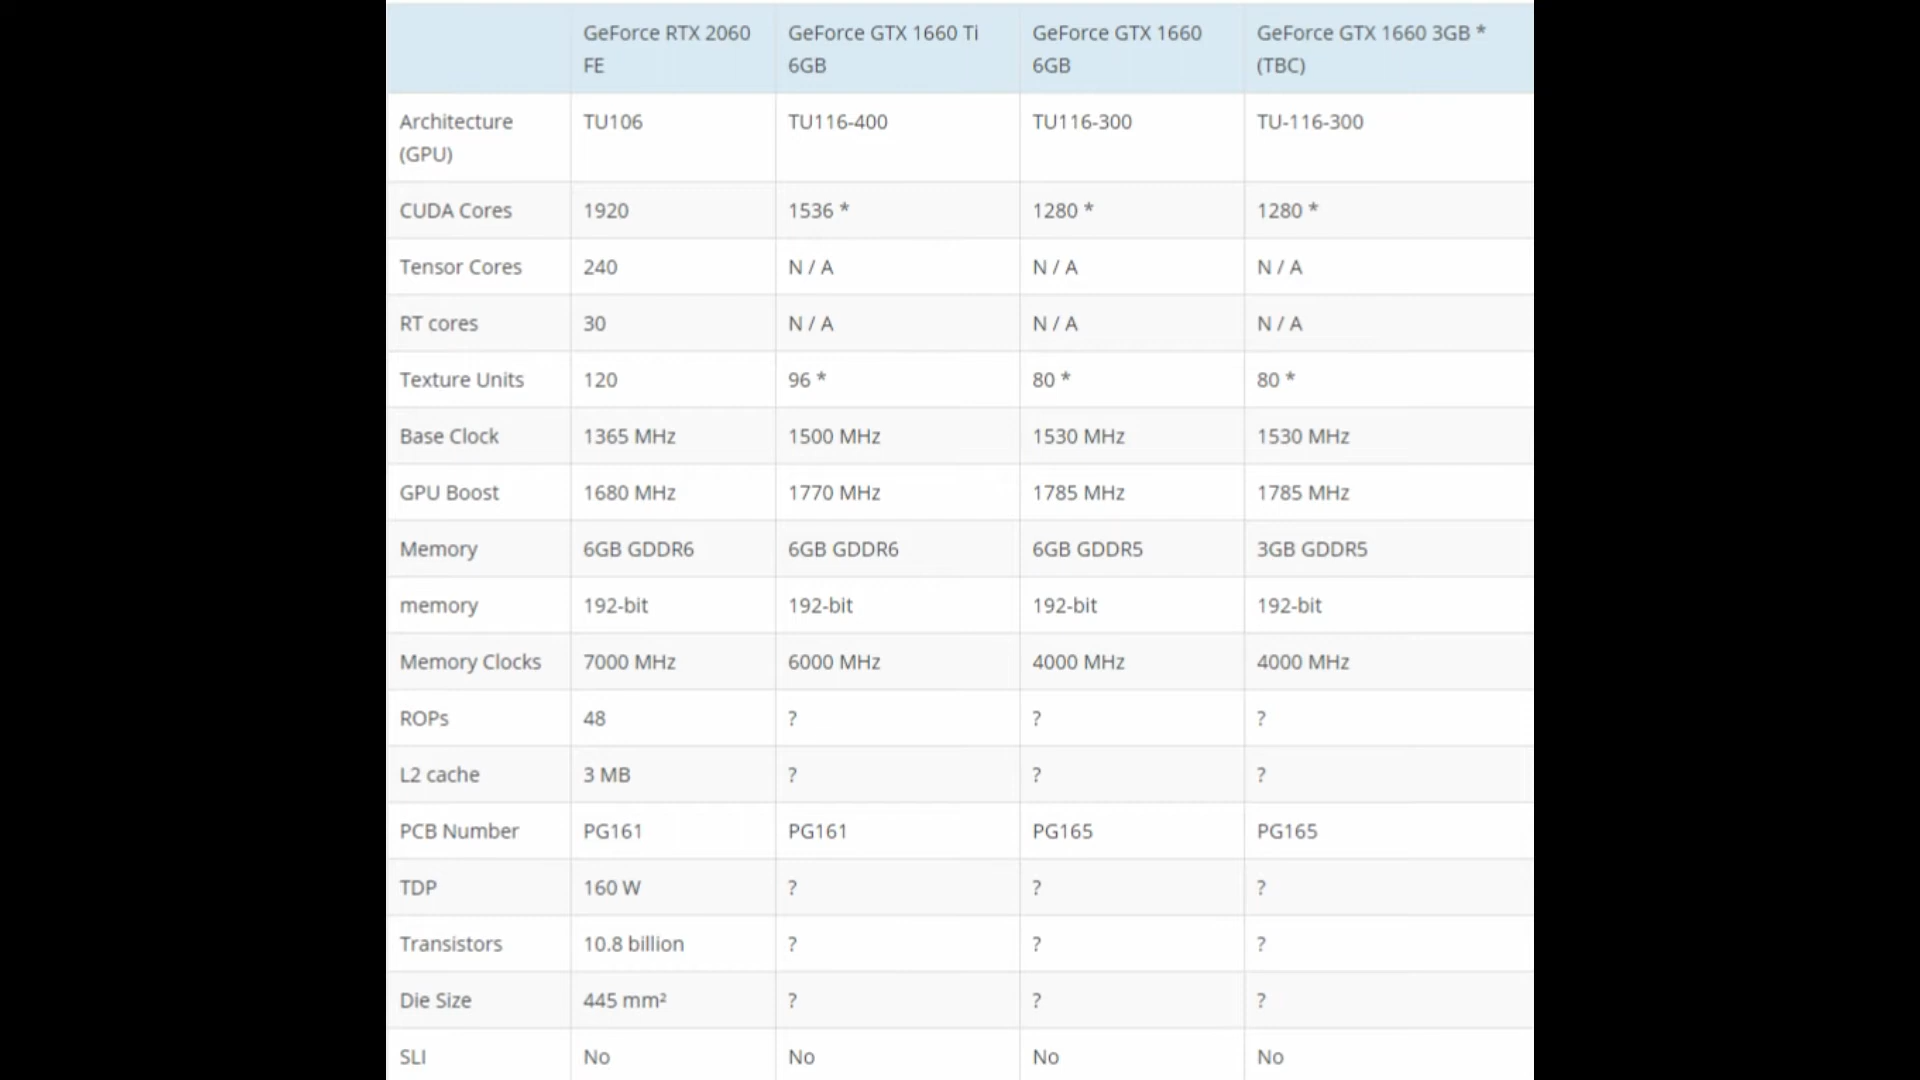 GeForce RTX 2060 FE GeForce GTX 1660 Ti 6GB GeForce GTX 1660 6GB GeForce GTX 1660 3GB * (TBC)
Architecture (GPU) TU106 TU116-400 TU116-300 TU-116-300
CUDA Cores 1920 1536 * 1280 * 1280 *
Tensor Cores 240 N / A N / A N / A
RT cores 30 N / A N / A N / A
Texture Units 120 96 * 80 * 80 *
Base Clock 1365 MHz 1500 MHz 1530 MHz 1530 MHz
GPU Boost 1680 MHz 1770 MHz 1785 MHz 1785 MHz
Memory 6GB GDDR6 6GB GDDR6 6GB GDDR5 3GB GDDR5
memory 192-bit 192-bit 192-bit 192-bit
Memory Clocks 7000 MHz 6000 MHz 4000 MHz 4000 MHz
ROPs 48 ? ? ?
L2 cache 3 MB ? ? ?
PCB Number PG161 PG161 PG165 PG165
TDP 160 W ? ? ?
Transistors 10.8 billion ? ? ?
Die Size 445 mm² ? ? ?
SLI No No No No